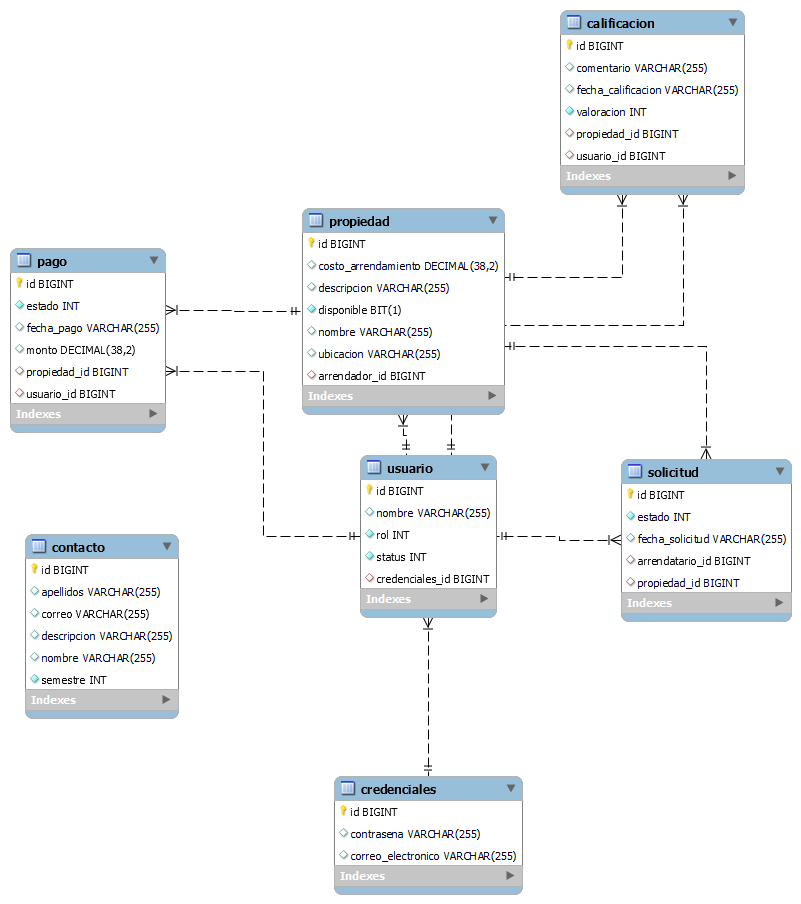 calificacion
id BIGINT
comentario VARCHAR(255)
fecha_calificacion VARCHAR(255)
valoracion INT
propiedad_id BIGINT
usuario_id BIGINT
Indexes
propiedad
id BIGINT
costo_arrendamiento DECIMAL(38,2)
descripcion VARCHAR(255)
disponible BIT(1)
nombre VARCHAR(255)
ubicacion VARCHAR(255)
arrendador_id BIGINT
Indexes
pago
id BIGINT
estado INT
fecha_pago VARCHAR(255)
monto DECIMAL(38,2)
propiedad_id BIGINT
usuario_id BIGINT
Indexes
usuario
id BIGINT
nombre VARCHAR(255)
rol INT
status INT
credenciales_id BIGINT
Indexes
solicitud
id BIGINT
estado INT
fecha_solicitud VARCHAR(255)
arrendatario_id BIGINT
propiedad_id BIGINT
Indexes
contacto
id BIGINT
apellidos VARCHAR(255)
correo VARCHAR(255)
descripcion VARCHAR(255)
nombre VARCHAR(255)
semestre INT
Indexes
credenciales
id BIGINT
contrasena VARCHAR(255)
correo_electronico VARCHAR(255)
Indexes